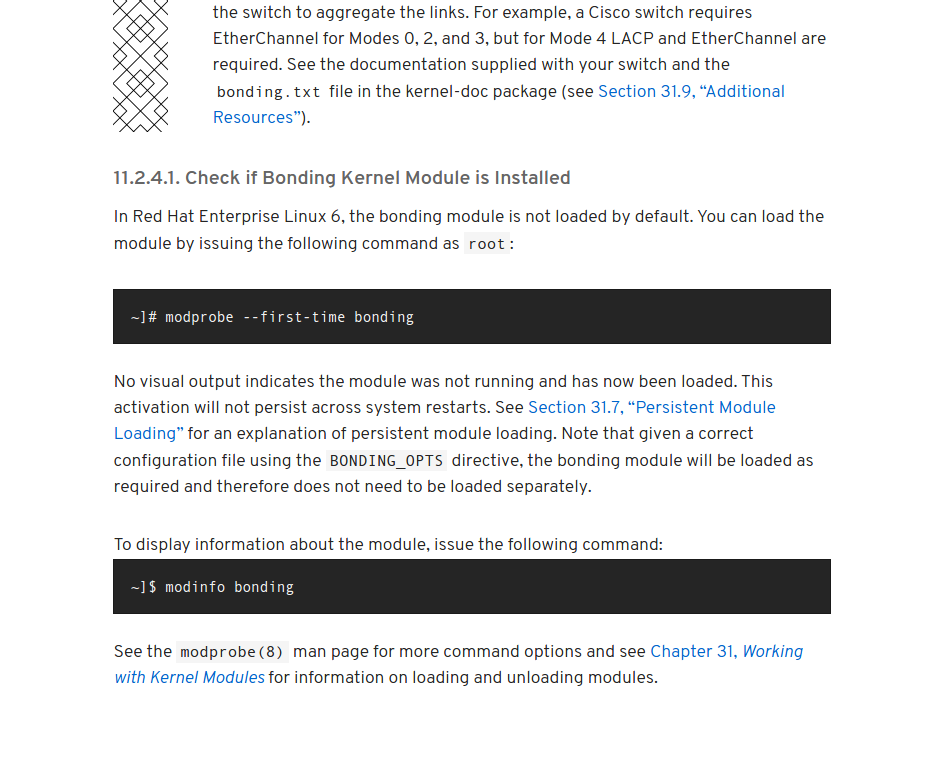 the switch to aggregate the links. For example, a Cisco switch requires
EtherChannel for Modes 0, 2, and 3, but for Mode 4 LACP and EtherChannel are
required. See the documentation supplied with your switch and the
bonding.txt file in the kernel-doc package (see Section 31.9, “Additional
Resources”).
11.2.4.1. Check if Bonding Kernel Module is Installed
In Red Hat Enterprise Linux 6, the bonding module is not loaded by default. You can load the
module by issuing the following command as root:
~]# modprobe --first-time bonding
No visual output indicates the module was not running and has now been loaded. This
activation will not persist across system restarts. See Section 31.7, “Persistent Module
Loading” for an explanation of persistent module loading. Note that given a correct
configuration file using the BONDING_OPTS directive, the bonding module will be loaded as
required and therefore does not need to be loaded separately.
To display information about the module, issue the following command:
~]$ modinfo bonding
See the modprobe(8) man page for more command options and see Chapter 31, Working
with Kernel Modules for information on loading and unloading modules.